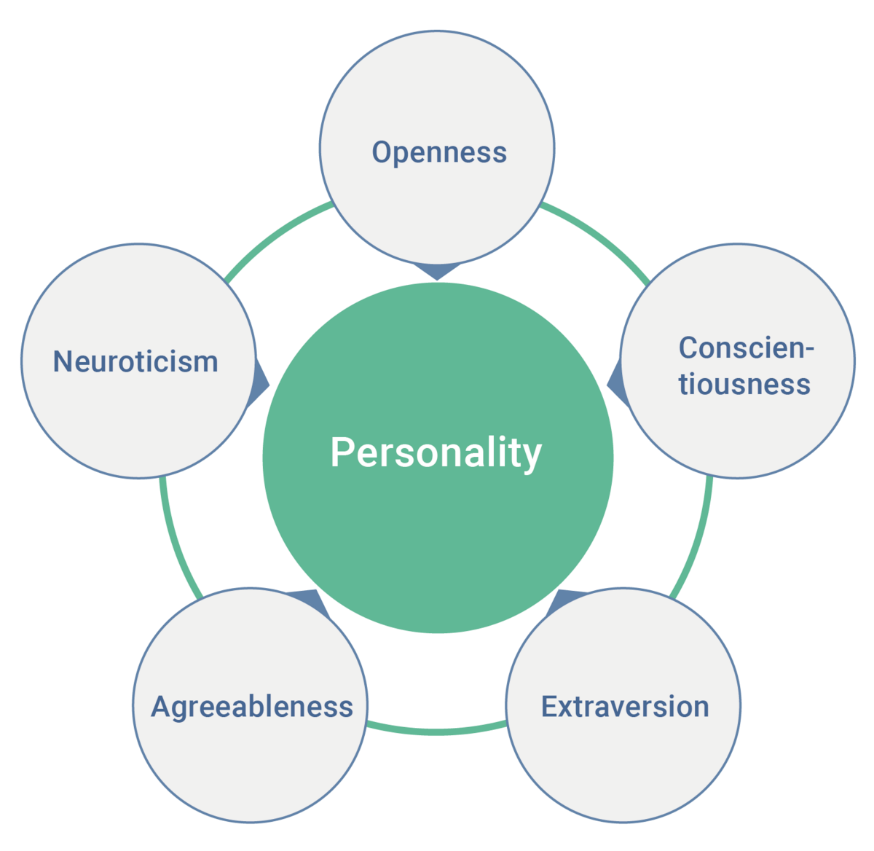 Openness
Neuroticism
Conscien-
tiousness
Personality
Agreeableness
Extraversion